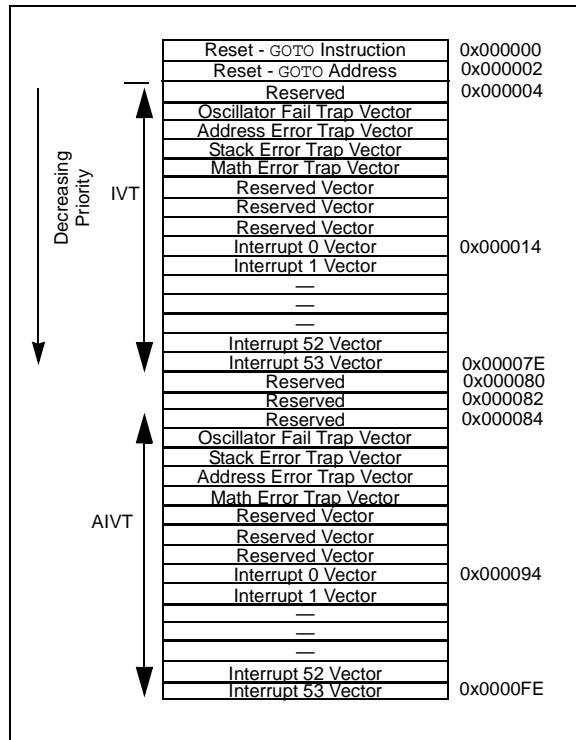 Reset - GOTO Instruction 0x000000
Reset - GOTO Address 0x000002
Reserved 0x000004
Oscillator Fail Trap Vector
Address Error Trap Vector
Stack Error Trap Vector
Math Error Trap Vector
Reserved Vector
Reserved Vector
Reserved Vector
Interrupt 0 Vector 0x000014
Interrupt 1 Vector
—
—
—
Interrupt 52 Vector
Interrupt 53 Vector 0x00007E
Reserved 0x000080
Reserved 0x000082
Reserved 0x000084
Oscillator Fail Trap Vector
Stack Error Trap Vector
Address Error Trap Vector
Math Error Trap Vector
Reserved Vector
Reserved Vector
Reserved Vector
Interrupt 0 Vector 0x000094
Interrupt 1 Vector
—
—
—
Interrupt 52 Vector
Interrupt 53 Vector 0x0000FE
Decreasing
Priority
IVT
AIVT